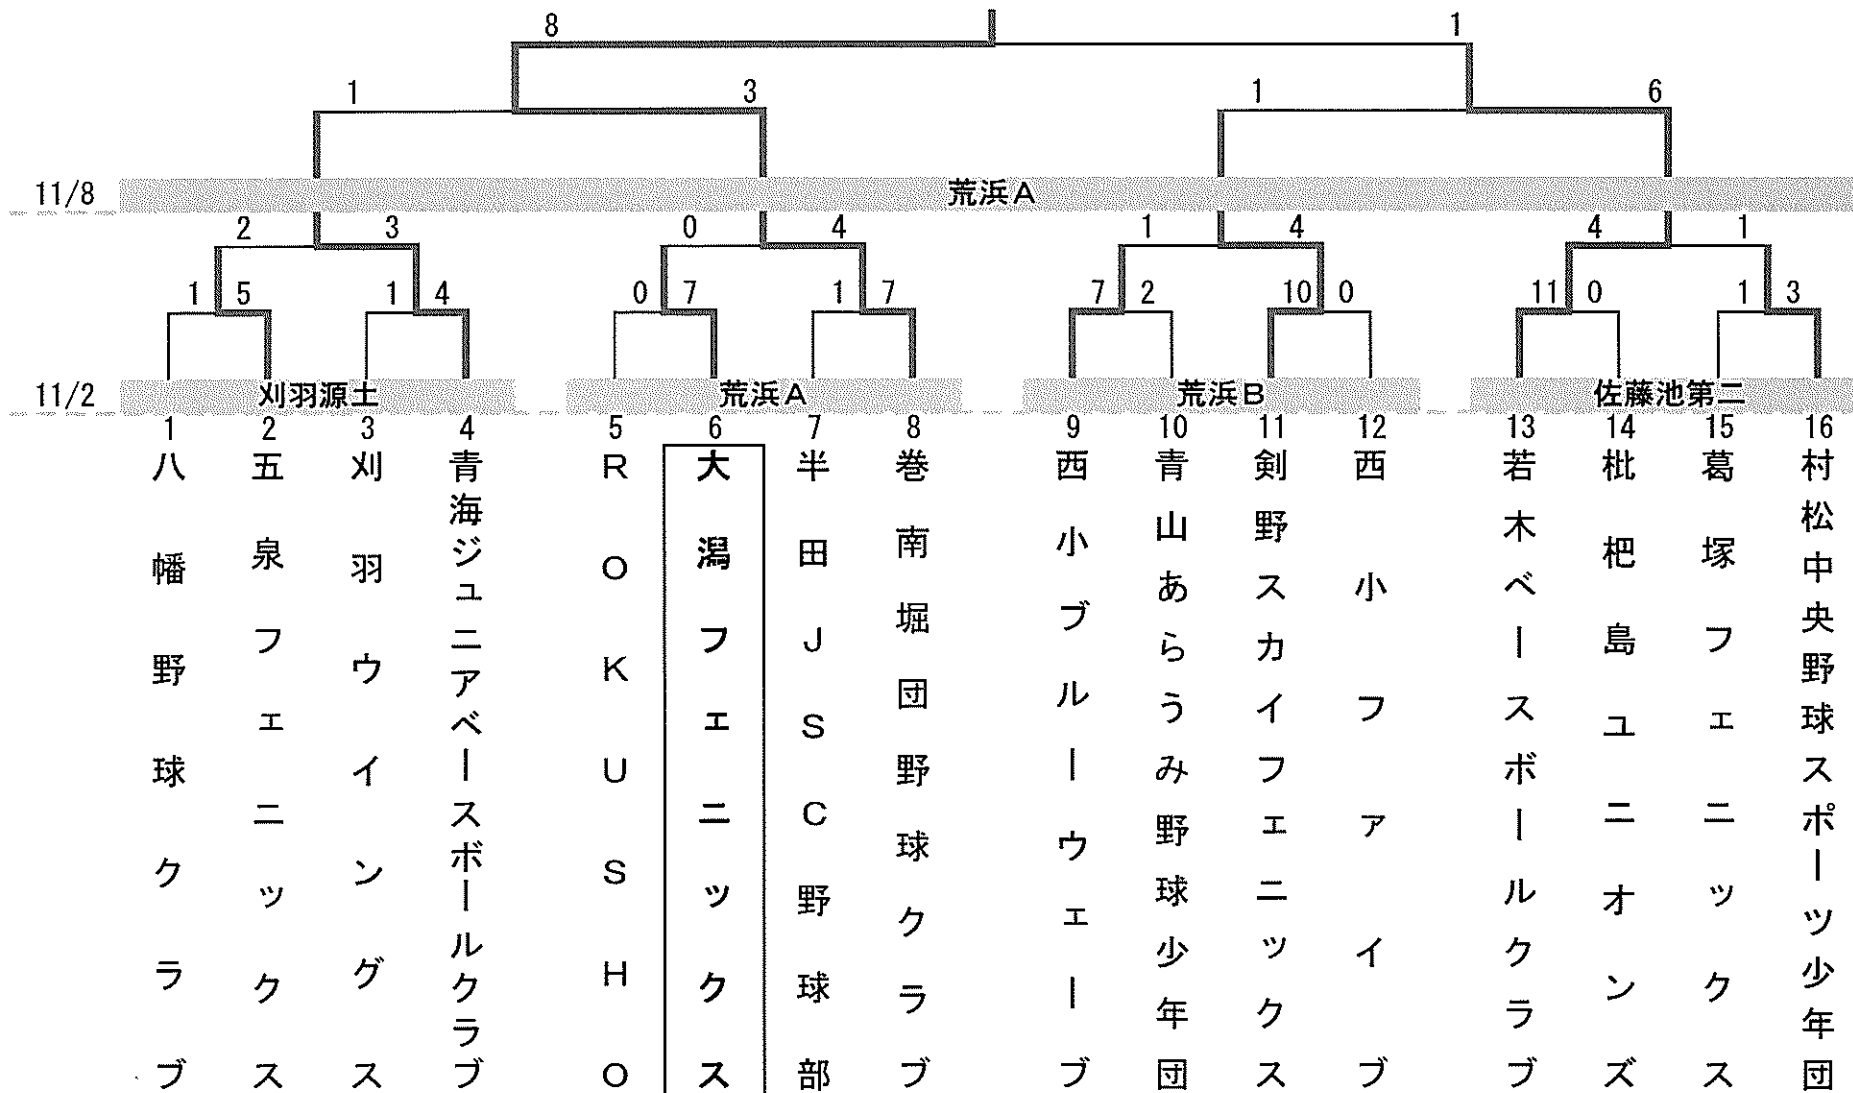 8 1
1 3 1 6
11/8 荒浜A
2 3 0 4 1 4 4 1
1 5 1 4 0 7 1 7 7 2 10 0 11 0 1 3
11/2 刈羽源土 荒浜A 荒浜B 佐藤池第二
1 2 3 4 5 6 7 8 9 10 11 12 13 14 15 16
八幡野球クラブ
五泉フェニックス
刈羽ウイングス
青海ジュニアベースボールクラブ
ROKUSHO
大潟フェニックス
半田JSC野球部
巻南堀団野球クラブ
西小ブルーウェーブ
青山あらうみ野球少年団
剣野スカイフェニックス
西小ファイブ
若木ベースボールクラブ
枇杷島ユニオンズ
葛塚フェニックス
村松中央野球スポーツ少年団